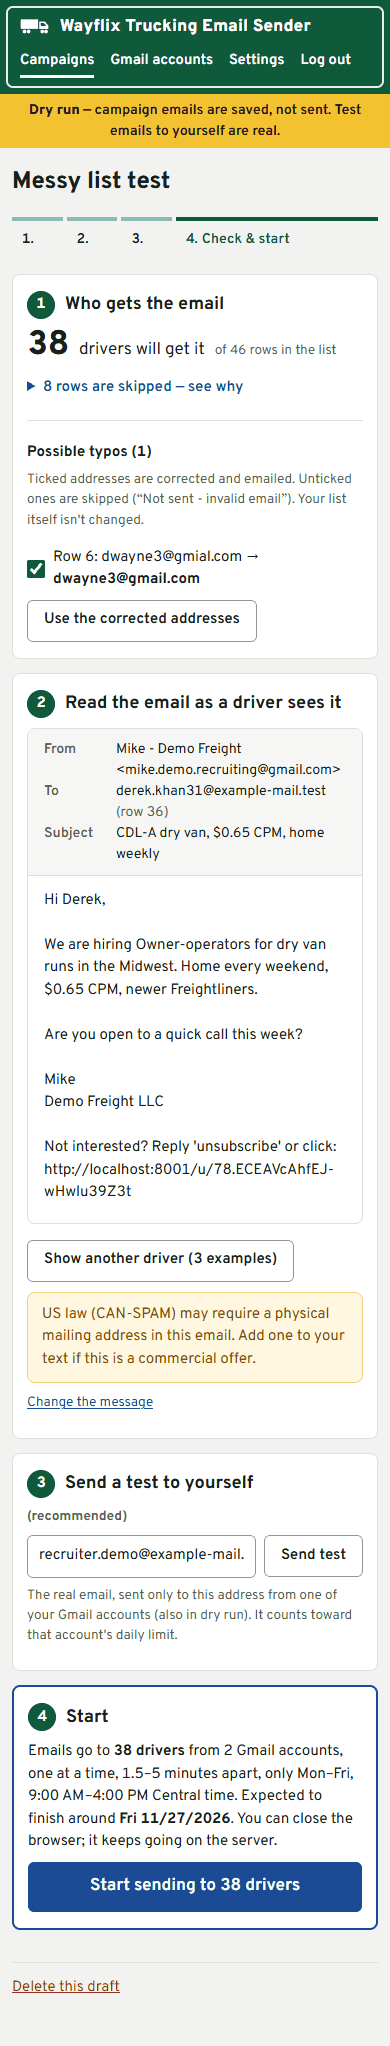 Wayflix Trucking Email Sender
Campaigns Gmail accounts Settings Log out
Dry run — campaign emails are saved, not sent. Test
emails to yourself are real.
Messy list test
1. 2. 3. 4. Check & start
1 Who gets the email
38 drivers will get it of 46 rows in the list
8 rows are skipped — see why
Possible typos (1)
Ticked addresses are corrected and emailed. Unticked
ones are skipped (“Not sent - invalid email”). Your list
itself isn't changed.
Row 6: dwayne3@gmial.com →
dwayne3@gmail.com
Use the corrected addresses
2 Read the email as a driver sees it
From Mike - Demo Freight
<mike.demo.recruiting@gmail.com>
To derek.khan31@example-mail.test
(row 36)
Subject CDL-A dry van, $0.65 CPM, home
weekly
Hi Derek,
We are hiring Owner-operators for dry van
runs in the Midwest. Home every weekend,
$0.65 CPM, newer Freightliners.
Are you open to a quick call this week?
Mike
Demo Freight LLC
Not interested? Reply 'unsubscribe' or click:
http://localhost:8001/u/78.ECEAVcAhfEJ-
wHwlu39Z3t
Show another driver (3 examples)
US law (CAN-SPAM) may require a physical
mailing address in this email. Add one to your
text if this is a commercial offer.
Change the message
3 Send a test to yourself
(recommended)
recruiter.demo@example-mail. Send test
The real email, sent only to this address from one of
your Gmail accounts (also in dry run). It counts toward
that account's daily limit.
4 Start
Emails go to 38 drivers from 2 Gmail accounts,
one at a time, 1.5–5 minutes apart, only Mon–Fri,
9:00 AM–4:00 PM Central time. Expected to
finish around Fri 11/27/2026. You can close the
browser; it keeps going on the server.
Start sending to 38 drivers
Delete this draft